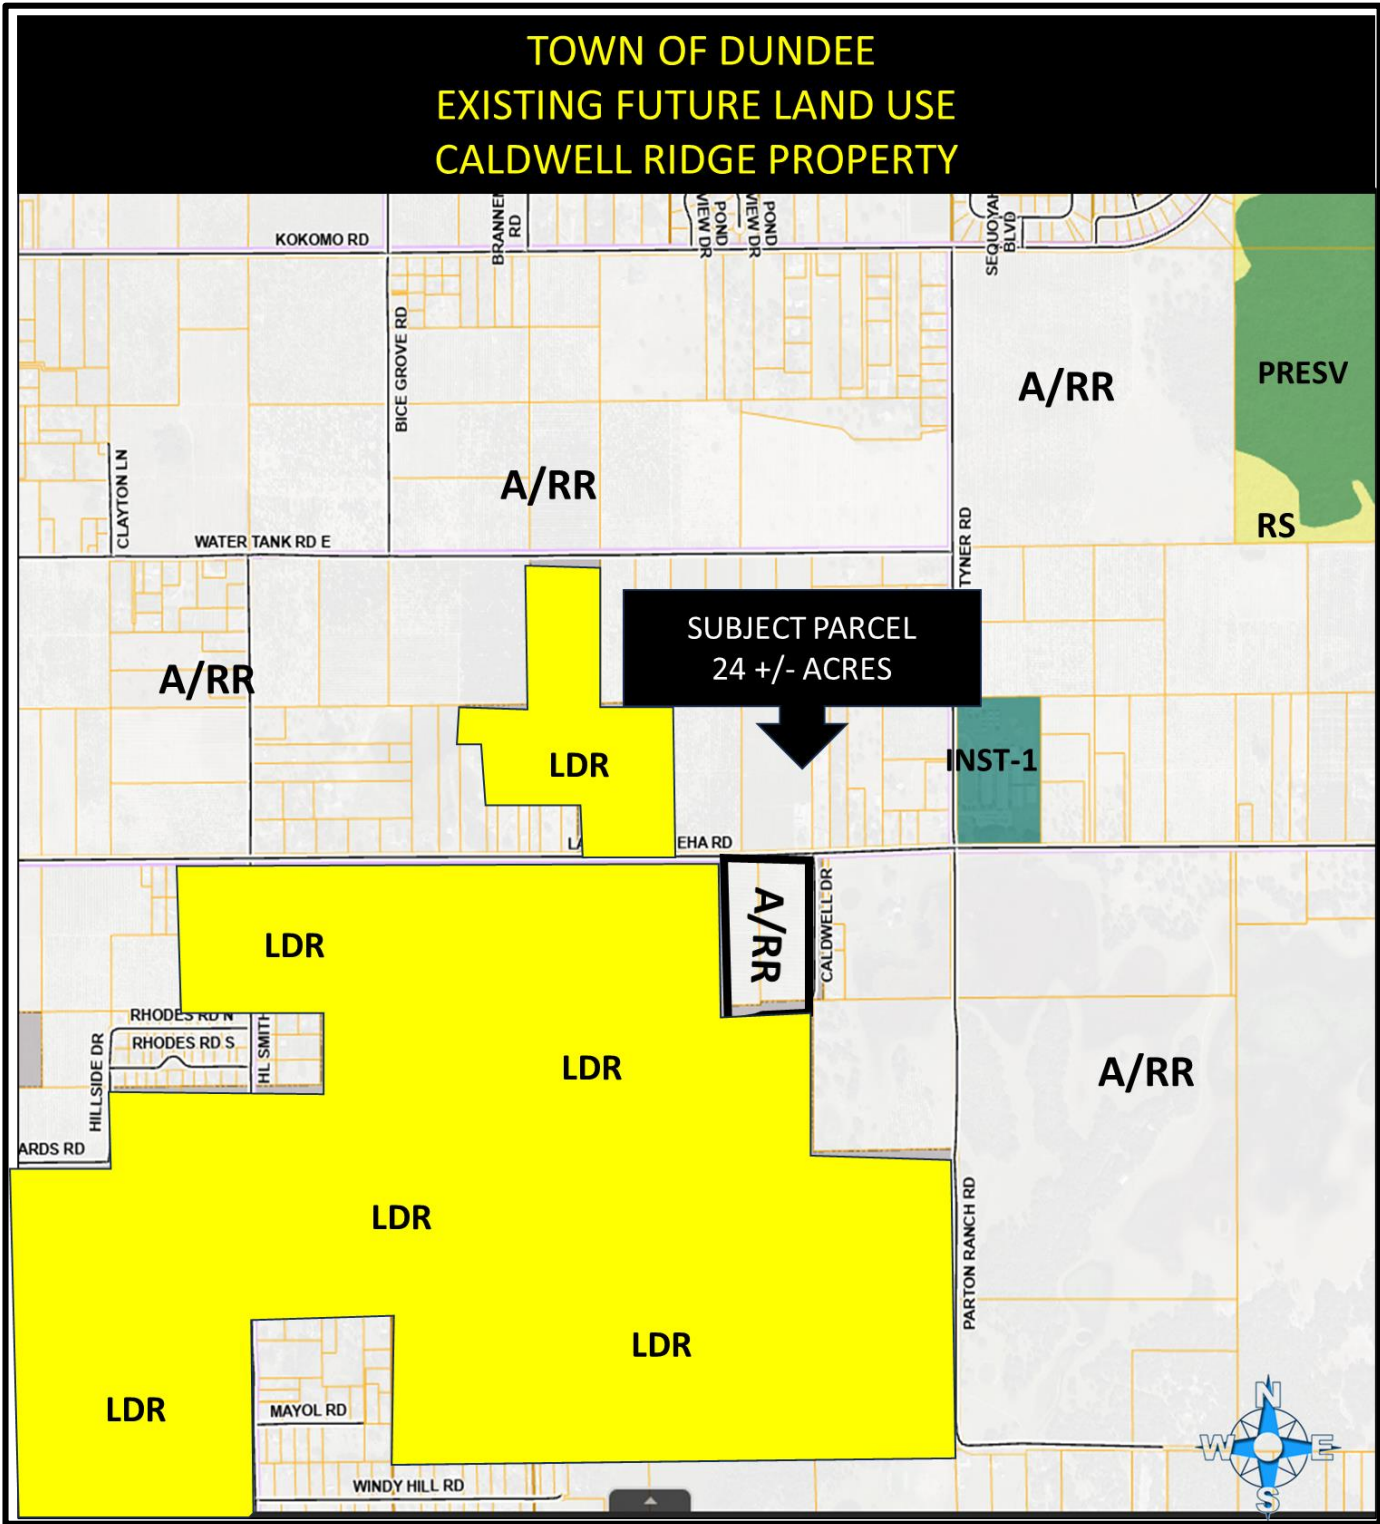 TOWN OF DUNDEE
EXISTING FUTURE LAND USE
CALDWELL RIDGE PROPERTY
KOKOMO RD
BRANNEN
RD
VIEW DR
POND
VIEW DR
POND
SEQUOYAH
BLVD
BICE GROVE RD
A/RR
PRESV
CLAYTON LN
A/RR
RS
WATER TANK RD E
TYNER RD
SUBJECT PARCEL
24 +/- ACRES
A/RR
LDR
INST-1
EHA RD
LDR
A/RR
CALDWELL DR
RHODES RD N
RHODES RD S
HL SMITH
HILLSIDE DR
LDR
A/RR
ARDS RD
LDR
PARTON RANCH RD
LDR
LDR
MAYOL RD
WINDY HILL RD
N
W
E
S